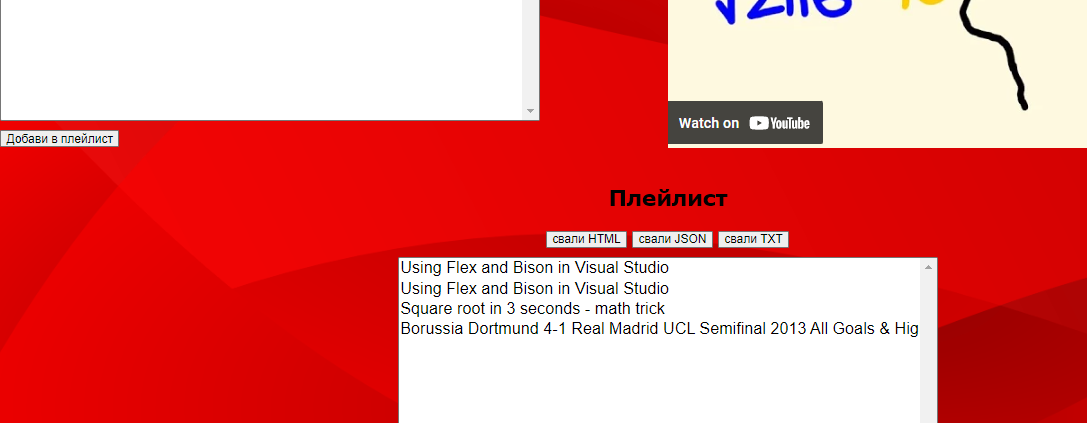 √2116
Watch on YouTube
Добави в плейлист
Плейлист
свали HTML свали JSON свали TXT
Using Flex and Bison in Visual Studio
Using Flex and Bison in Visual Studio
Square root in 3 seconds - math trick
Borussia Dortmund 4-1 Real Madrid UCL Semifinal 2013 All Goals & Hig